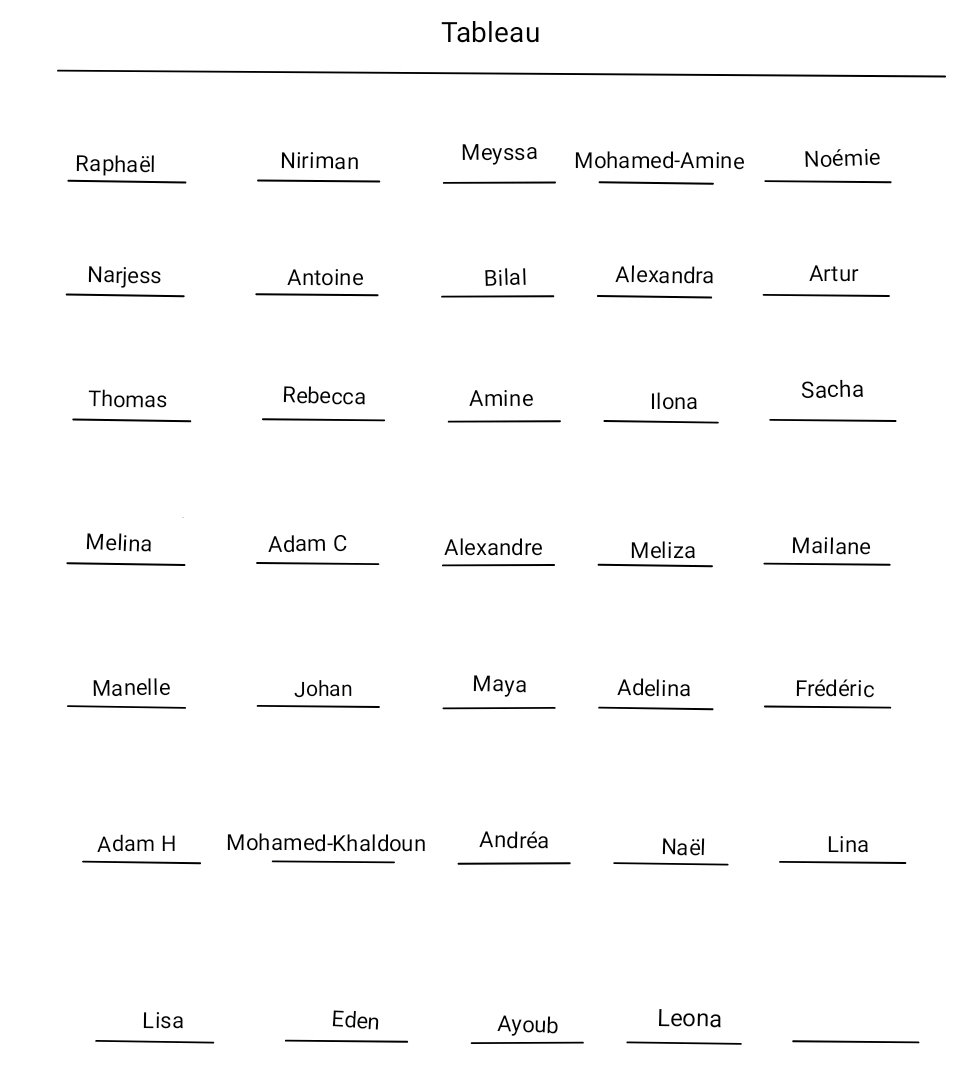 Tableau
Raphaël Niriman Meyssa Mohamed-Amine Noémie
Narjess Antoine Bilal Alexandra Artur
Thomas Rebecca Amine Ilona Sacha
Melina Adam C Alexandre Meliza Mailane
Manelle Johan Maya Adelina Frédéric
Adam H Mohamed-Khaldoun Andréa Naël Lina
Lisa Eden Ayoub Leona